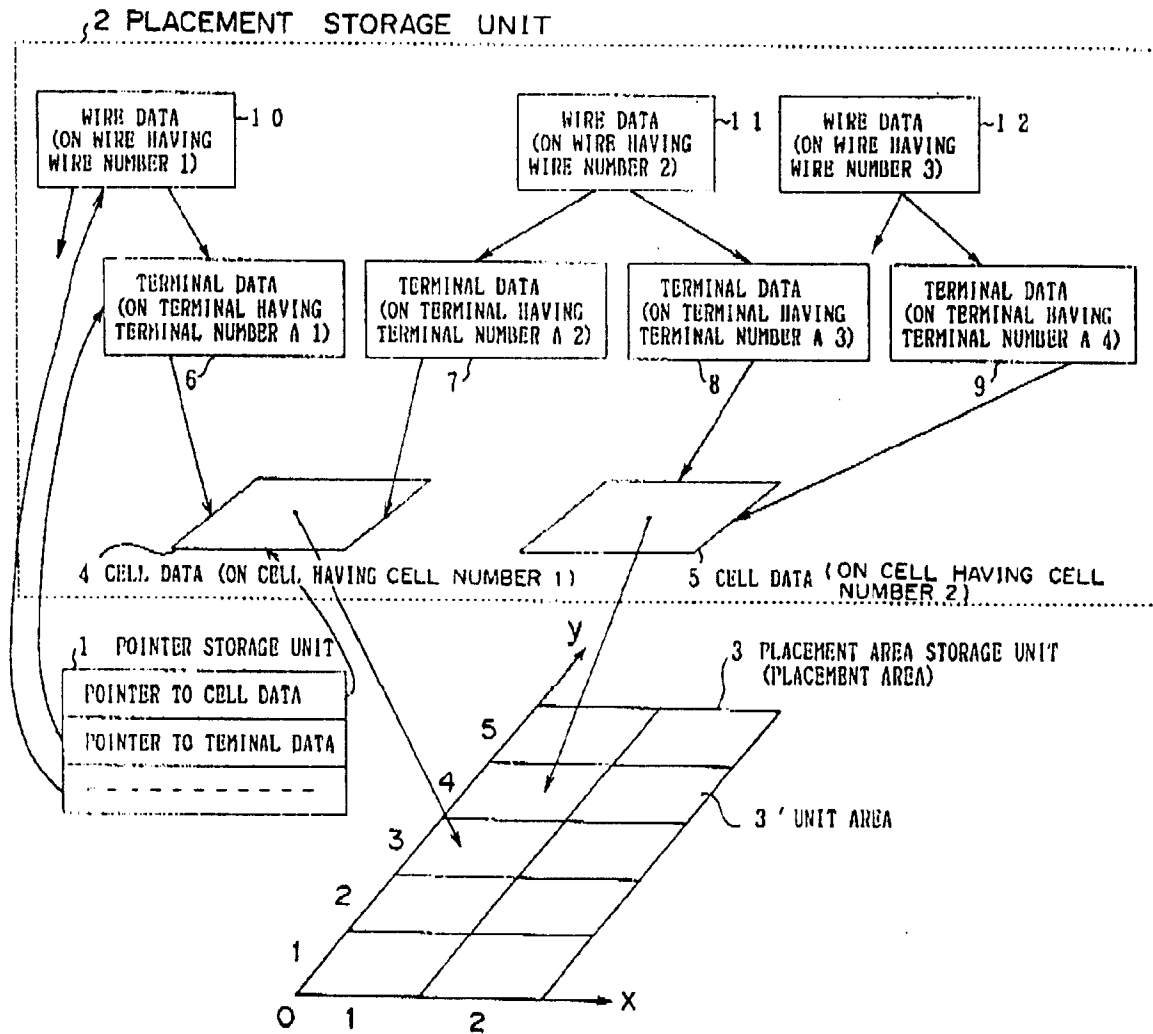 2 PLACEMENT STORAGE UNIT
WIRE DATA
(ON WIRE HAVING
WIRE NUMBER 1)
10
WIRE DATA
(ON WIRE HAVING
WIRE NUMBER 2)
11
WIRE DATA
(ON WIRE HAVING
WIRE NUMBER 3)
12
TERMINAL DATA
(ON TERMINAL HAVING
TERMINAL NUMBER A 1)
6
TERMINAL DATA
(ON TERMINAL HAVING
TERMINAL NUMBER A 2)
7
TERMINAL DATA
(ON TERMINAL HAVING
TERMINAL NUMBER A 3)
8
TERMINAL DATA
(ON TERMINAL HAVING
TERMINAL NUMBER A 4)
9
4 CELL DATA (ON CELL HAVING CELL NUMBER 1)
5 CELL DATA (ON CELL HAVING CELL
NUMBER 2)
1 POINTER STORAGE UNIT
POINTER TO CELL DATA
POINTER TO TEMINAL DATA
y
3 PLACEMENT AREA STORAGE UNIT
(PLACEMENT AREA)
5
4
3
2
1
3' UNIT AREA
0
1
2
X